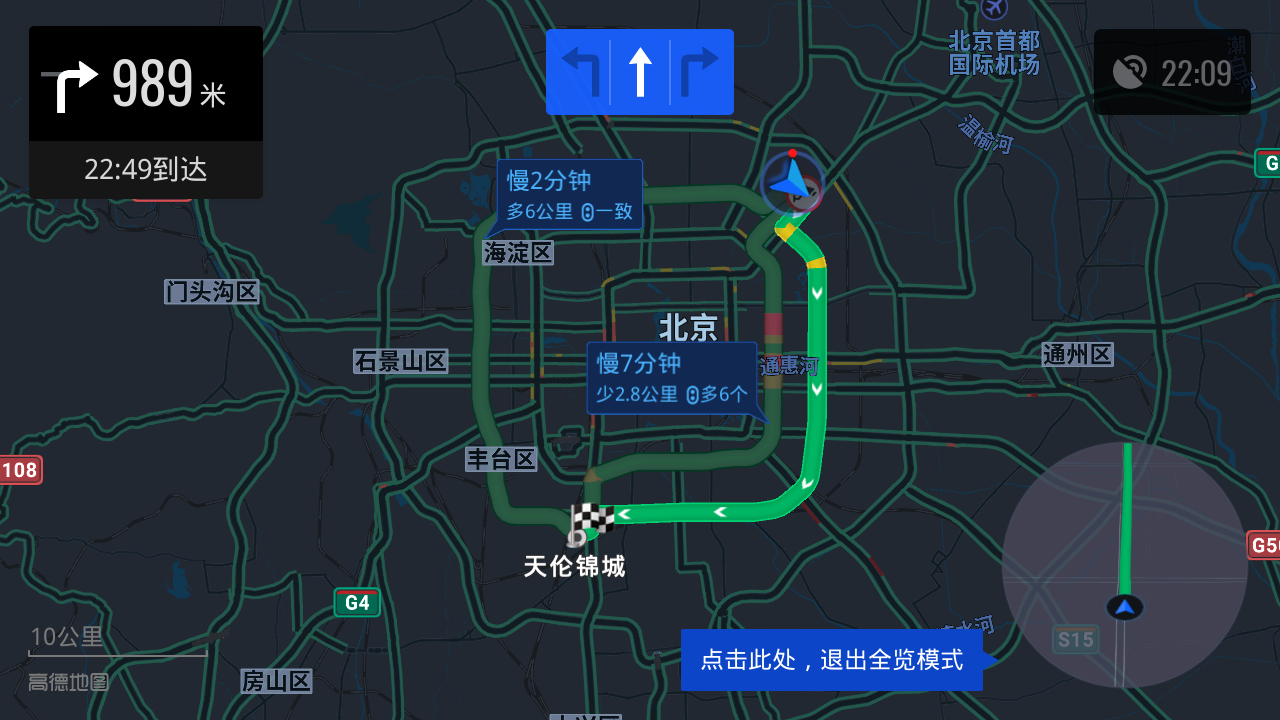 989米
22:49到达
22:09
北京首都
国际机场
温榆河
G
慢2分钟
多6公里 一致
海淀区
门头沟区
北京
石景山区
慢7分钟
少2.8公里 多6个
通惠河
通州区
108
丰台区
天伦锦城
G4
S15
10公里
点击此处，退出全览模式
房山区
高德地图